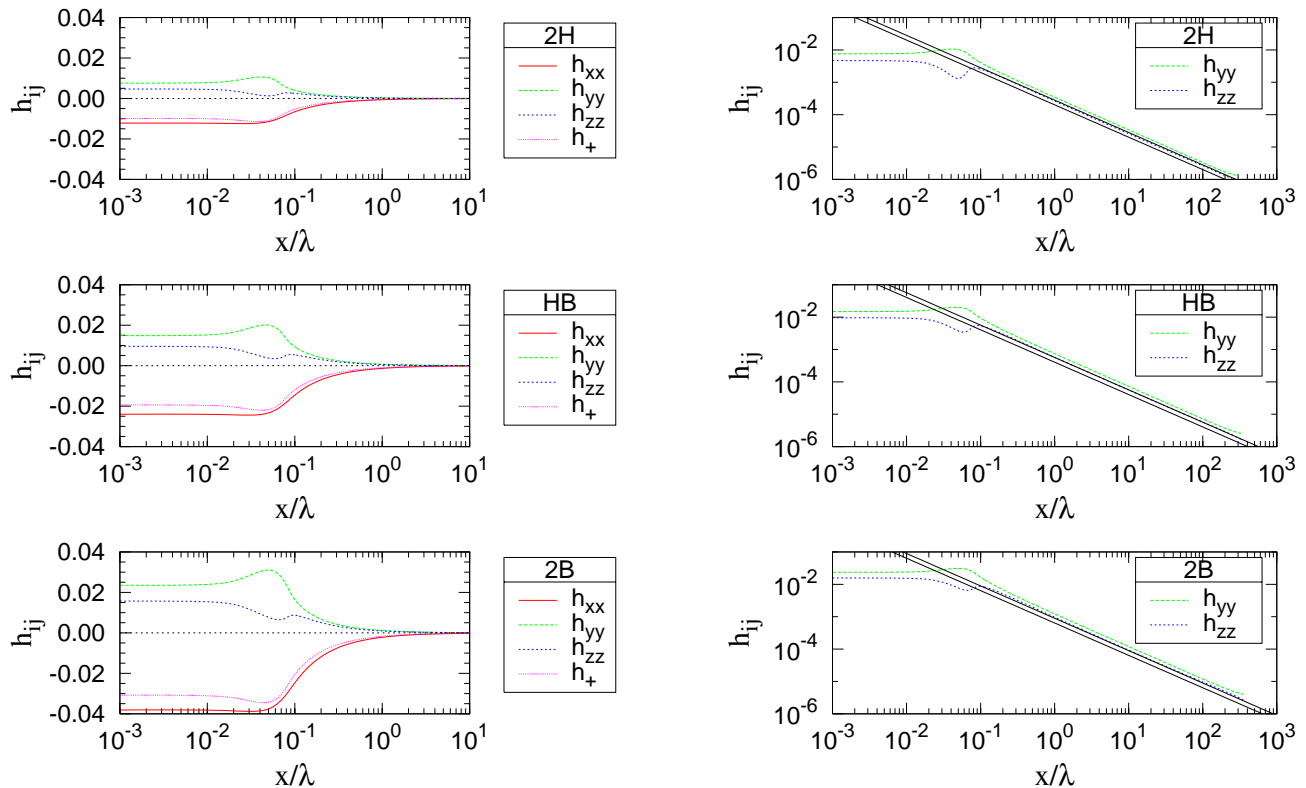 0.04
0.02
0.00
-0.02
-0.04
h_ij
10^-3 10^-2 10^-1 10^0 10^1
x/λ
2H
h_xx
h_yy
h_zz
h_+
10^-2
10^-4
10^-6
h_ij
10^-3 10^-2 10^-1 10^0 10^1 10^2 10^3
x/λ
2H
h_yy
h_zz
0.04
0.02
0.00
-0.02
-0.04
h_ij
10^-3 10^-2 10^-1 10^0 10^1
x/λ
HB
h_xx
h_yy
h_zz
h_+
10^-2
10^-4
10^-6
h_ij
10^-3 10^-2 10^-1 10^0 10^1 10^2 10^3
x/λ
HB
h_yy
h_zz
0.04
0.02
0.00
-0.02
-0.04
h_ij
10^-3 10^-2 10^-1 10^0 10^1
x/λ
2B
h_xx
h_yy
h_zz
h_+
10^-2
10^-4
10^-6
h_ij
10^-3 10^-2 10^-1 10^0 10^1 10^2 10^3
x/λ
2B
h_yy
h_zz